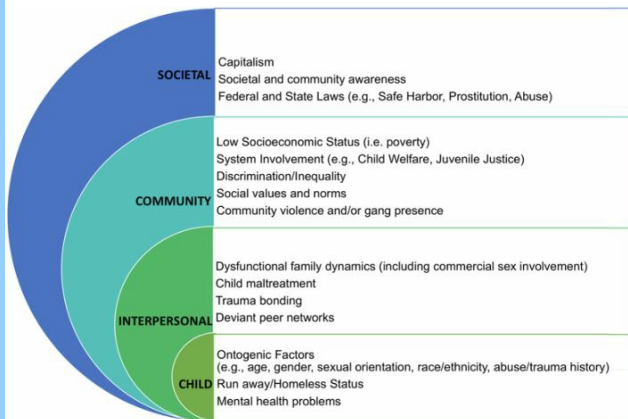 SOCIETAL
Capitalism
Societal and community awareness
Federal and State Laws (e.g., Safe Harbor, Prostitution, Abuse)
COMMUNITY
Low Socioeconomic Status (i.e. poverty)
System Involvement (e.g., Child Welfare, Juvenile Justice)
Discrimination/Inequality
Social values and norms
Community violence and/or gang presence
INTERPERSONAL
Dysfunctional family dynamics (including commercial sex involvement)
Child maltreatment
Trauma bonding
Deviant peer networks
CHILD
Ontogenic Factors
(e.g., age, gender, sexual orientation, race/ethnicity, abuse/trauma history)
Run away/Homeless Status
Mental health problems